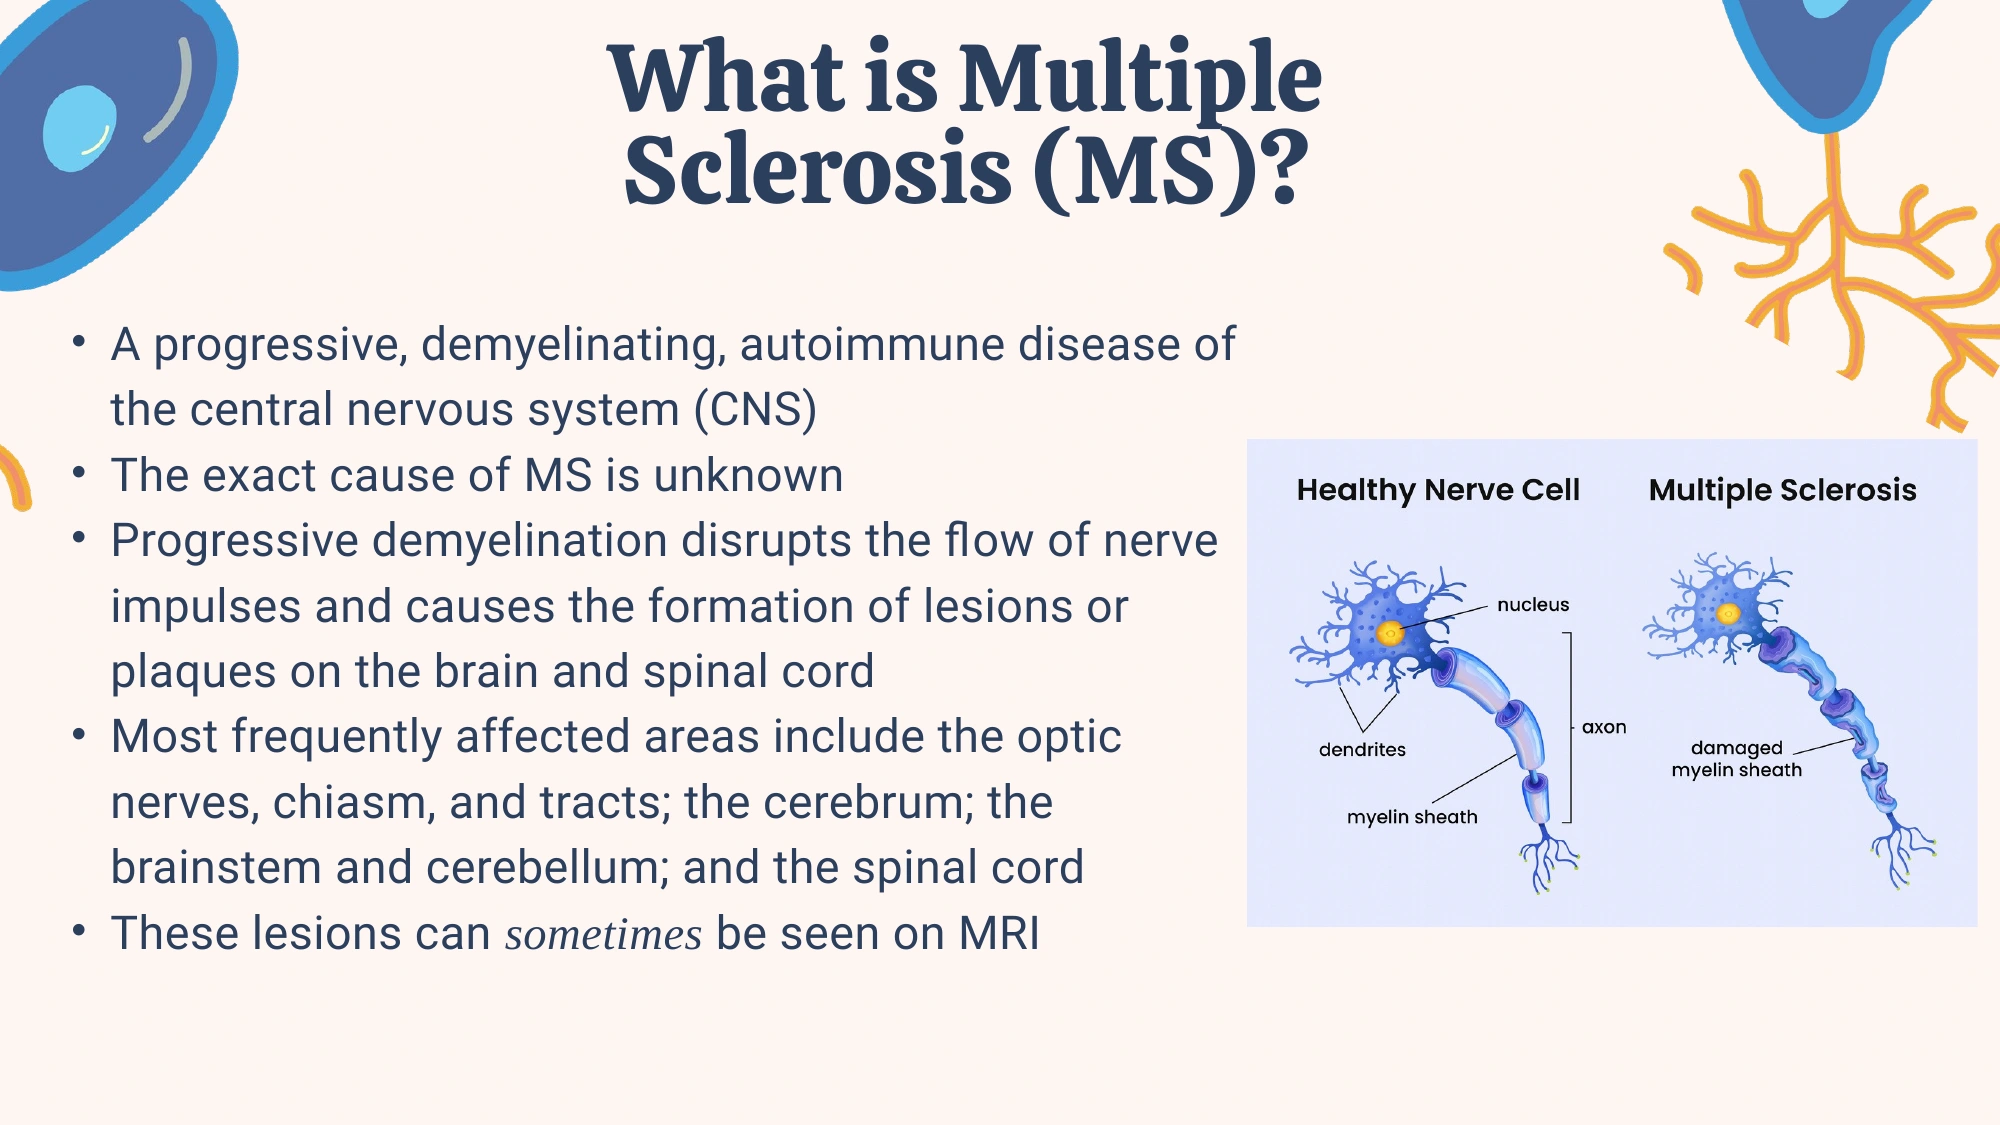 What is Multiple
Sclerosis (MS)?
• A progressive, demyelinating, autoimmune disease of
the central nervous system (CNS)
• The exact cause of MS is unknown
• Progressive demyelination disrupts the flow of nerve
impulses and causes the formation of lesions or
plaques on the brain and spinal cord
• Most frequently affected areas include the optic
nerves, chiasm, and tracts; the cerebrum; the
brainstem and cerebellum; and the spinal cord
• These lesions can sometimes be seen on MRI
Healthy Nerve Cell
nucleus
axon
dendrites
myelin sheath
Multiple Sclerosis
damaged
myelin sheath